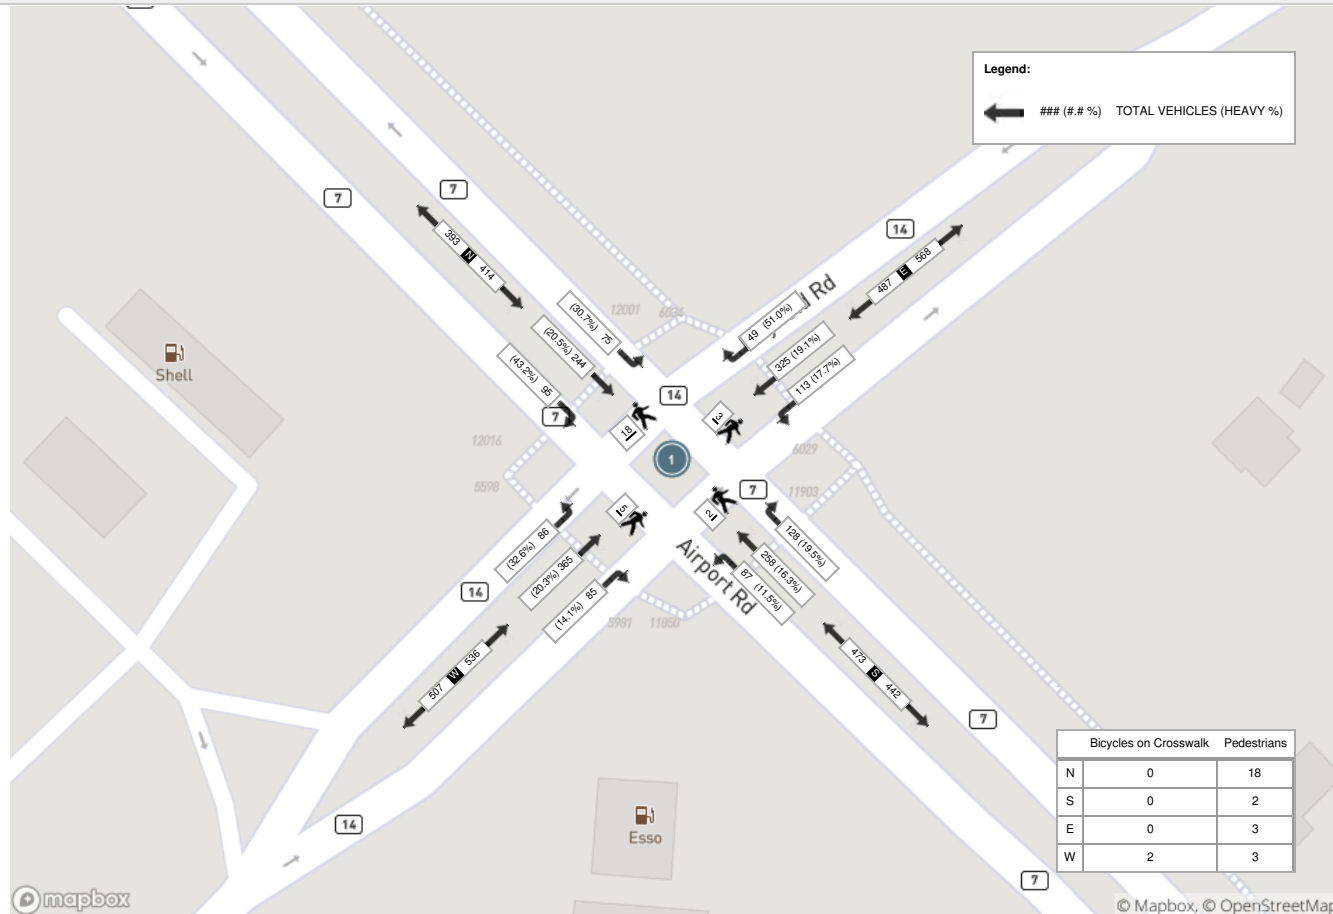 Legend:
### (#.# %) TOTAL VEHICLES (HEAVY %)
7
7
14
393 N 414
487 E 568
(30.7%) 75
(20.5%) 244
(43.2%) 95
12001
6034
Rd
49 (51.0%)
325 (19.1%)
113 (17.7%)
Shell
14
7
18
3
1
12016
5598
6029
11903
7
5
2
(32.6%) 86
(20.3%) 365
(14.1%) 85
128 (19.5%)
258 (16.3%)
87 (11.5%)
Airport Rd
14
5981
11850
507 W 536
473 S 442
7
Bicycles on Crosswalk Pedestrians
N 0 18
S 0 2
E 0 3
W 2 3
14
Esso
7
mapbox
© Mapbox, © OpenStreetMap